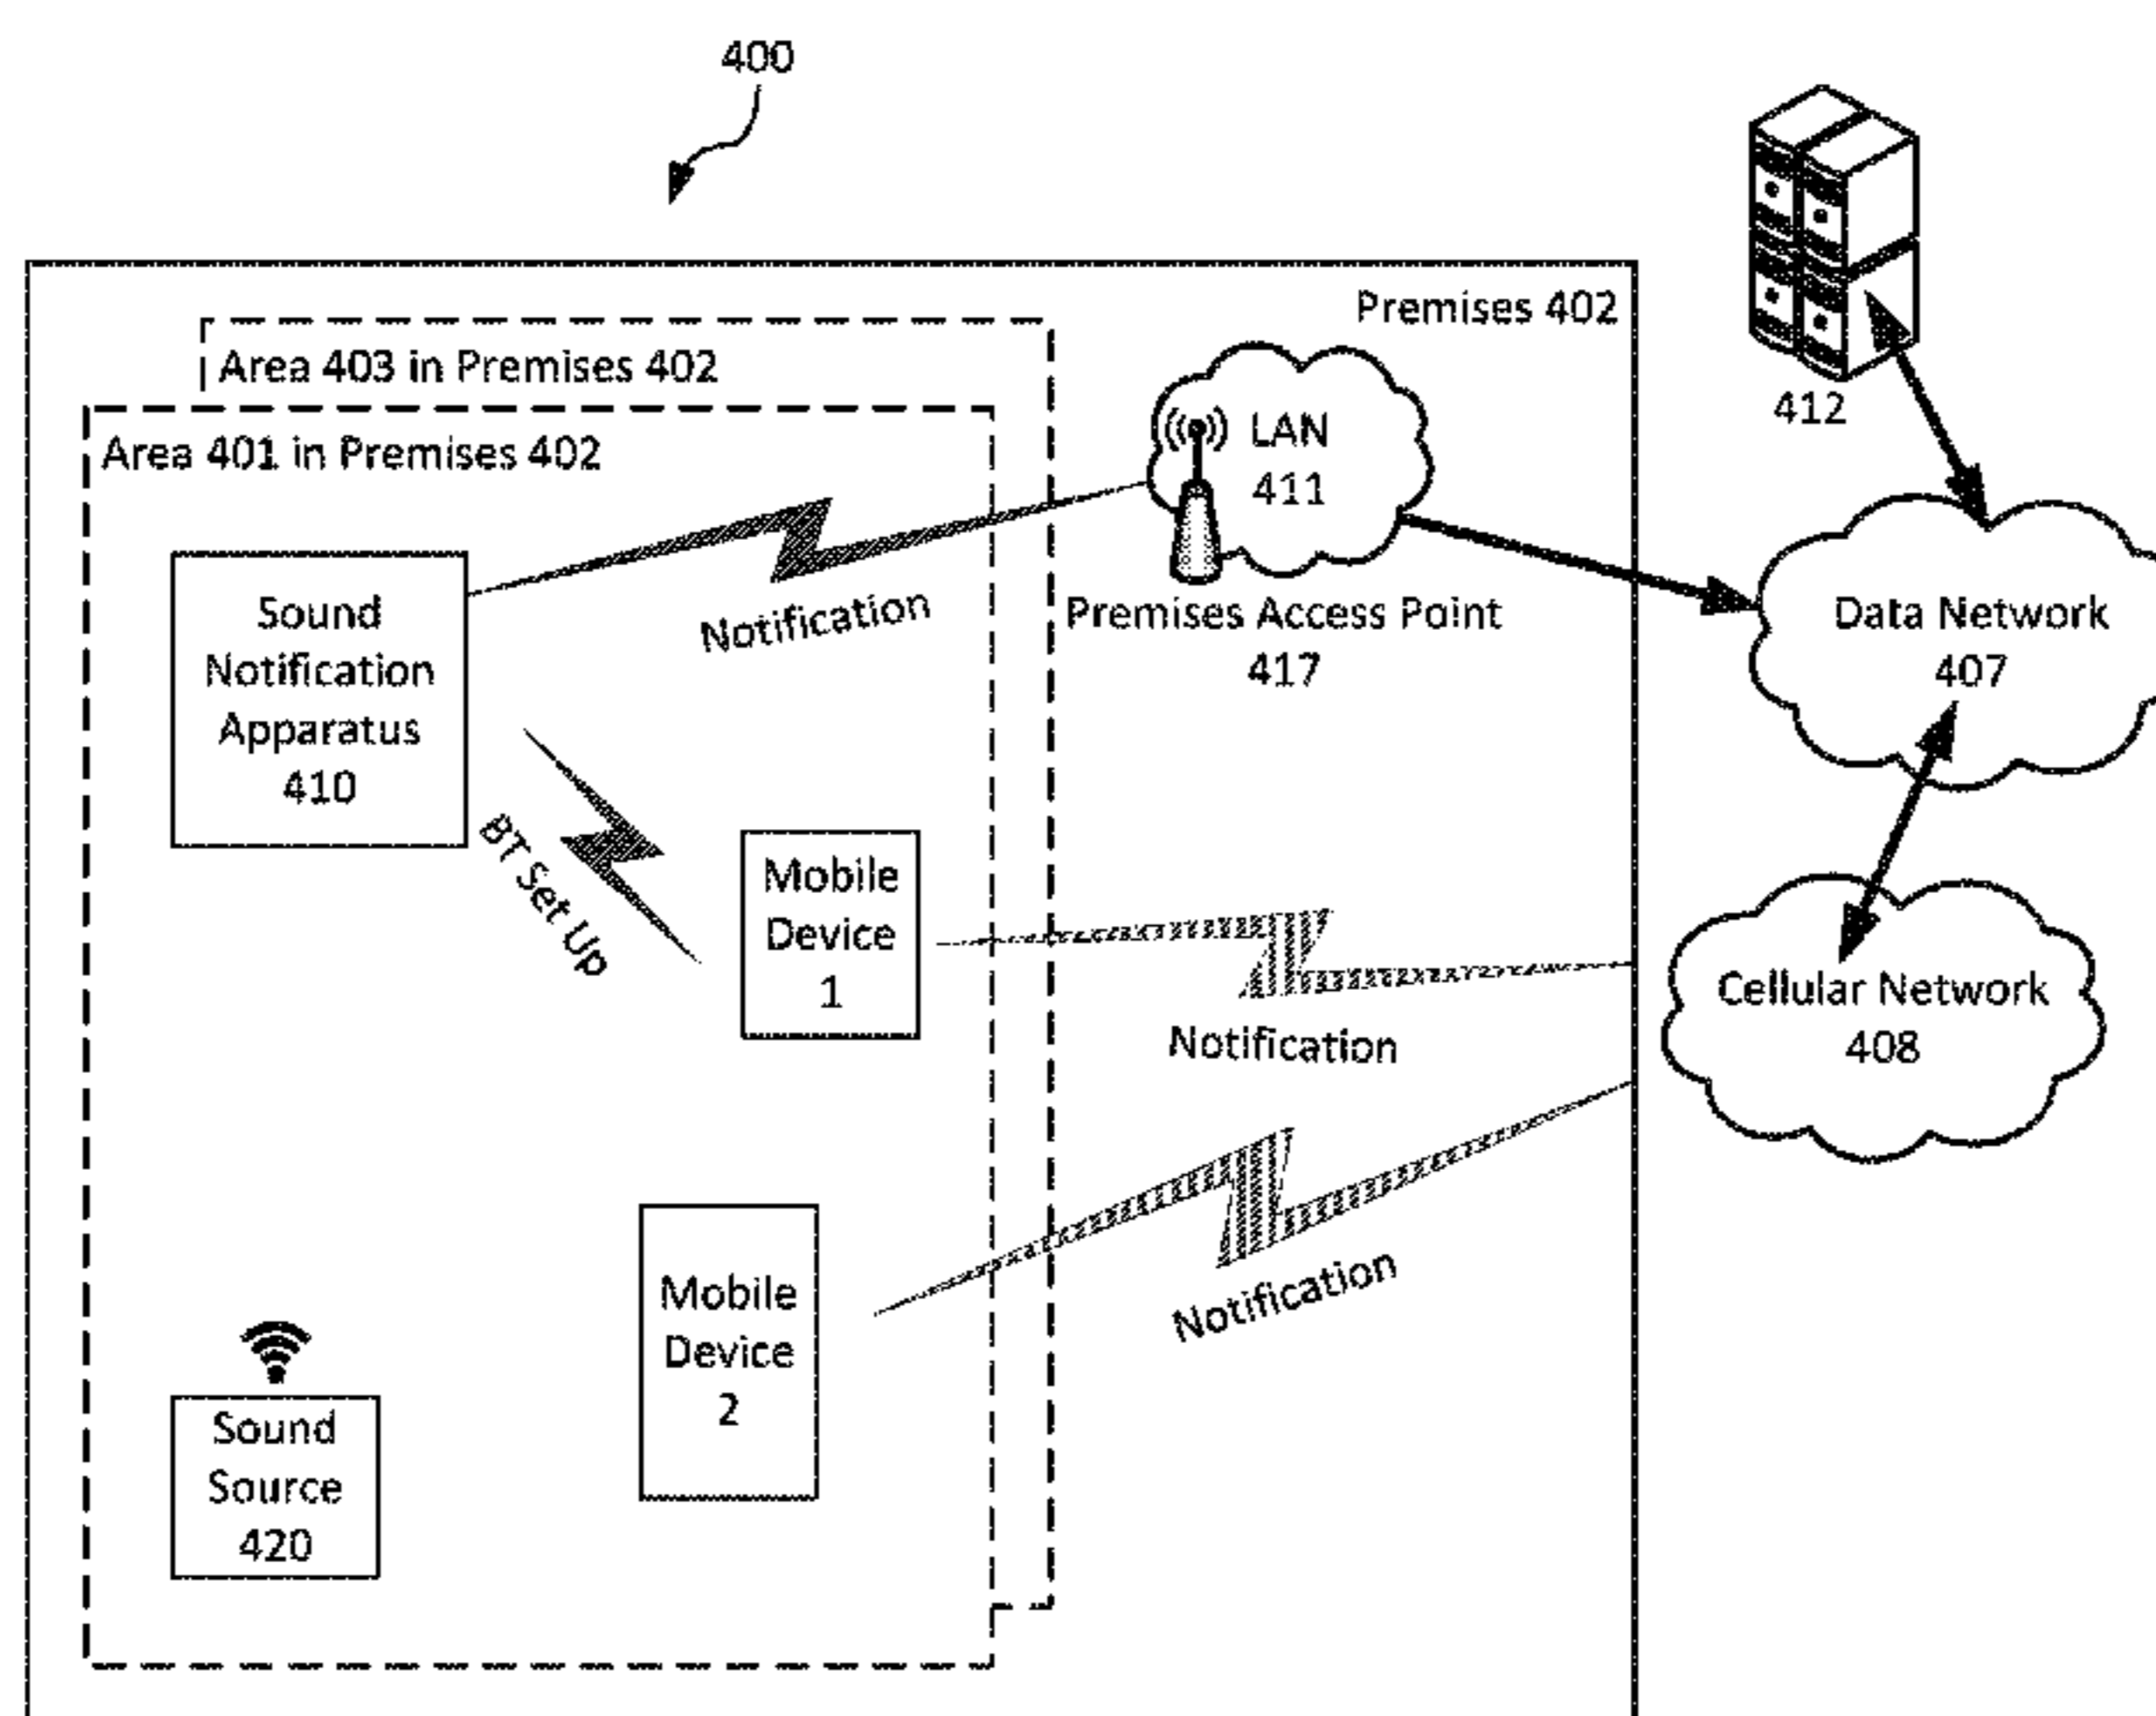 400
Premises 402
Area 403 in Premises 402
412
Area 401 in Premises 402
LAN
411
Sound
Notification
Apparatus
410
Notification
Premises Access Point
417
Data Network
407
BT Set Up
Mobile
Device
1
Notification
Cellular Network
408
Mobile
Device
2
Notification
Sound
Source
420